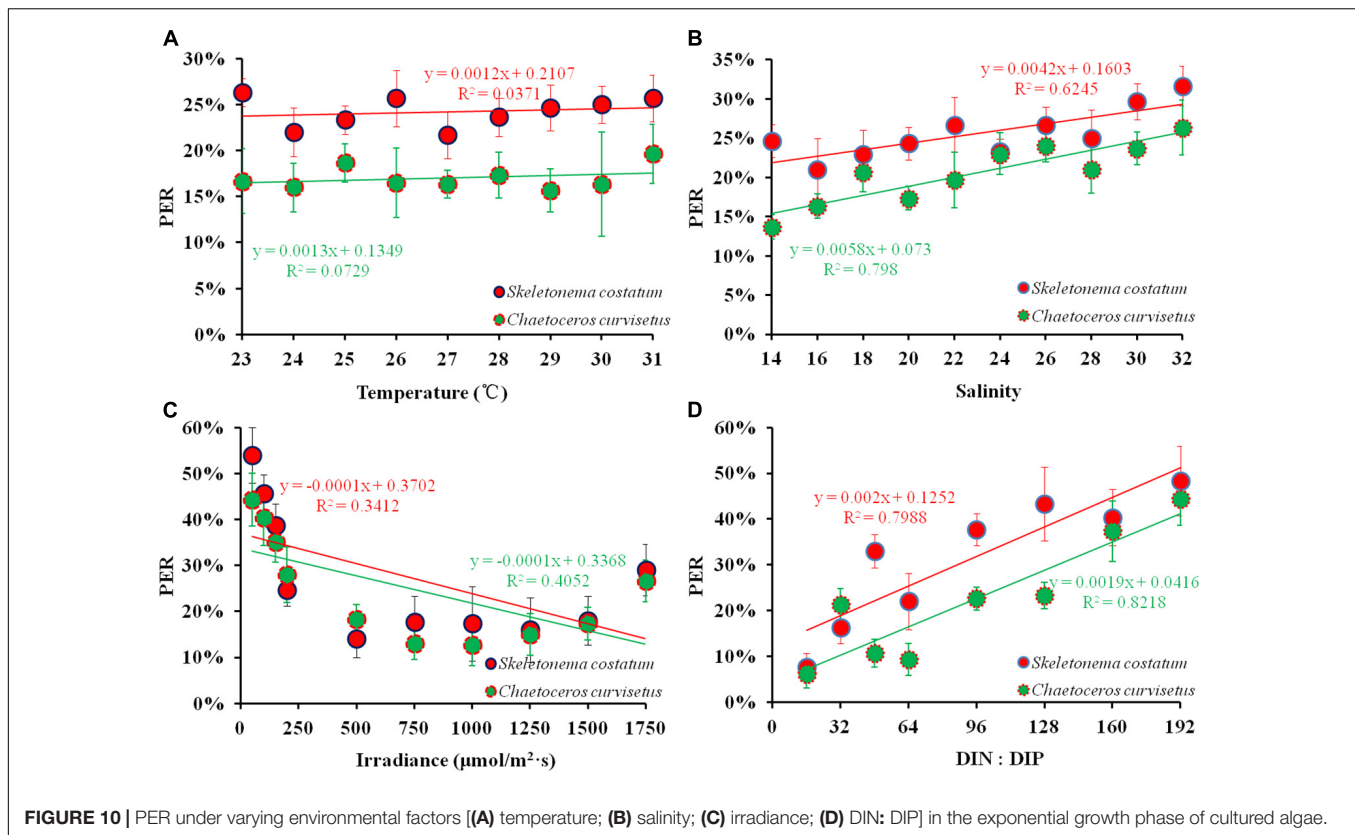 A
30%
25%
20%
15%
10%
5%
0%
PER
y = 0.0012x + 0.2107
R² = 0.0371
y = 0.0013x + 0.1349
R² = 0.0729
Skeletonema costatum
Chaetoceros curvisetus
23 24 25 26 27 28 29 30 31
Temperature (℃)
B
35%
30%
25%
20%
15%
10%
5%
0%
PER
y = 0.0042x + 0.1603
R² = 0.6245
y = 0.0058x + 0.073
R² = 0.798
Skeletonema costatum
Chaetoceros curvisetus
14 16 18 20 22 24 26 28 30 32
Salinity
C
60%
50%
40%
30%
20%
10%
0%
PER
y = -0.0001x + 0.3702
R² = 0.3412
y = -0.0001x + 0.3368
R² = 0.4052
Skeletonema costatum
Chaetoceros curvisetus
0 250 500 750 1000 1250 1500 1750
Irradiance (μmol/m²·s)
D
60%
50%
40%
30%
20%
10%
0%
PER
y = 0.002x + 0.1252
R² = 0.7988
y = 0.0019x + 0.0416
R² = 0.8218
Skeletonema costatum
Chaetoceros curvisetus
0 32 64 96 128 160 192
DIN : DIP
FIGURE 10 | PER under varying environmental factors [(A) temperature; (B) salinity; (C) irradiance; (D) DIN: DIP] in the exponential growth phase of cultured algae.